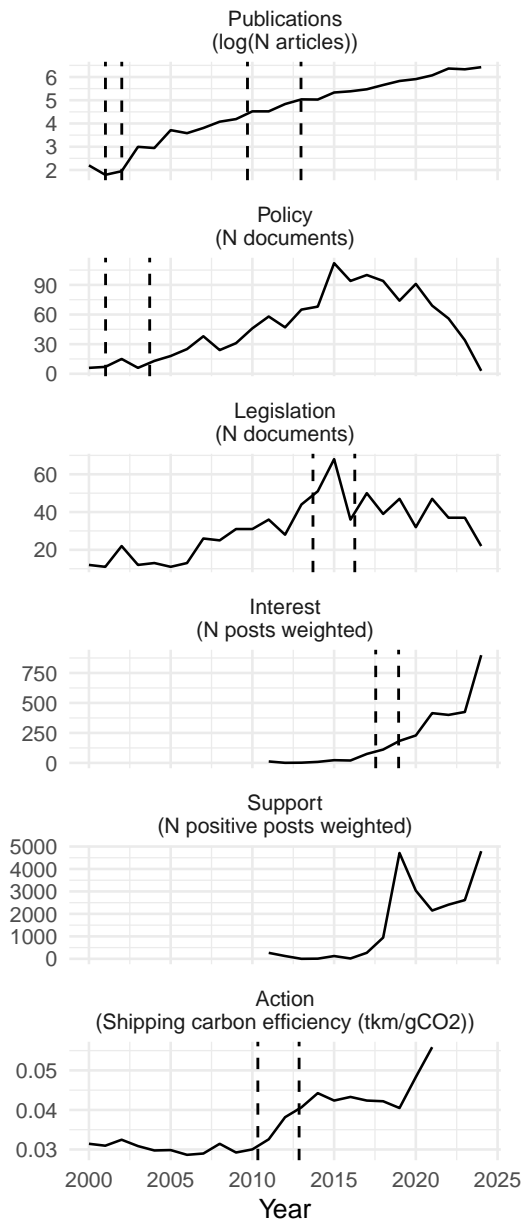 Publications
(log(N articles))
6
5
4
3
2
Policy
(N documents)
90
60
30
0
Legislation
(N documents)
60
40
20
Interest
(N posts weighted)
750
500
250
0
Support
(N positive posts weighted)
5000
4000
3000
2000
1000
0
Action
(Shipping carbon efficiency (tkm/gCO2))
0.05
0.04
0.03
2000 2005 2010 2015 2020 2025
Year